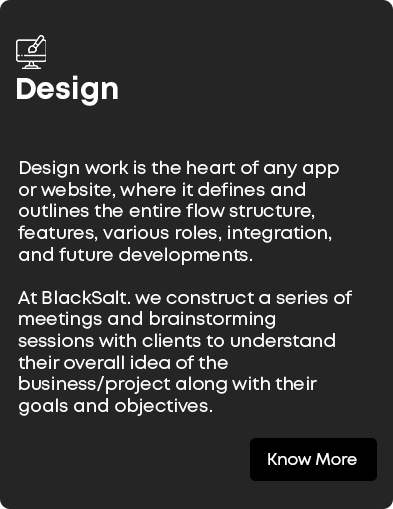 Design
Design work is the heart of any app
or website, where it defines and
outlines the entire flow structure,
features, various roles, integration,
and future developments.
At BlackSalt. we construct a series of
meetings and brainstorming
sessions with clients to understand
their overall idea of the
business/project along with their
goals and objectives.
Know More